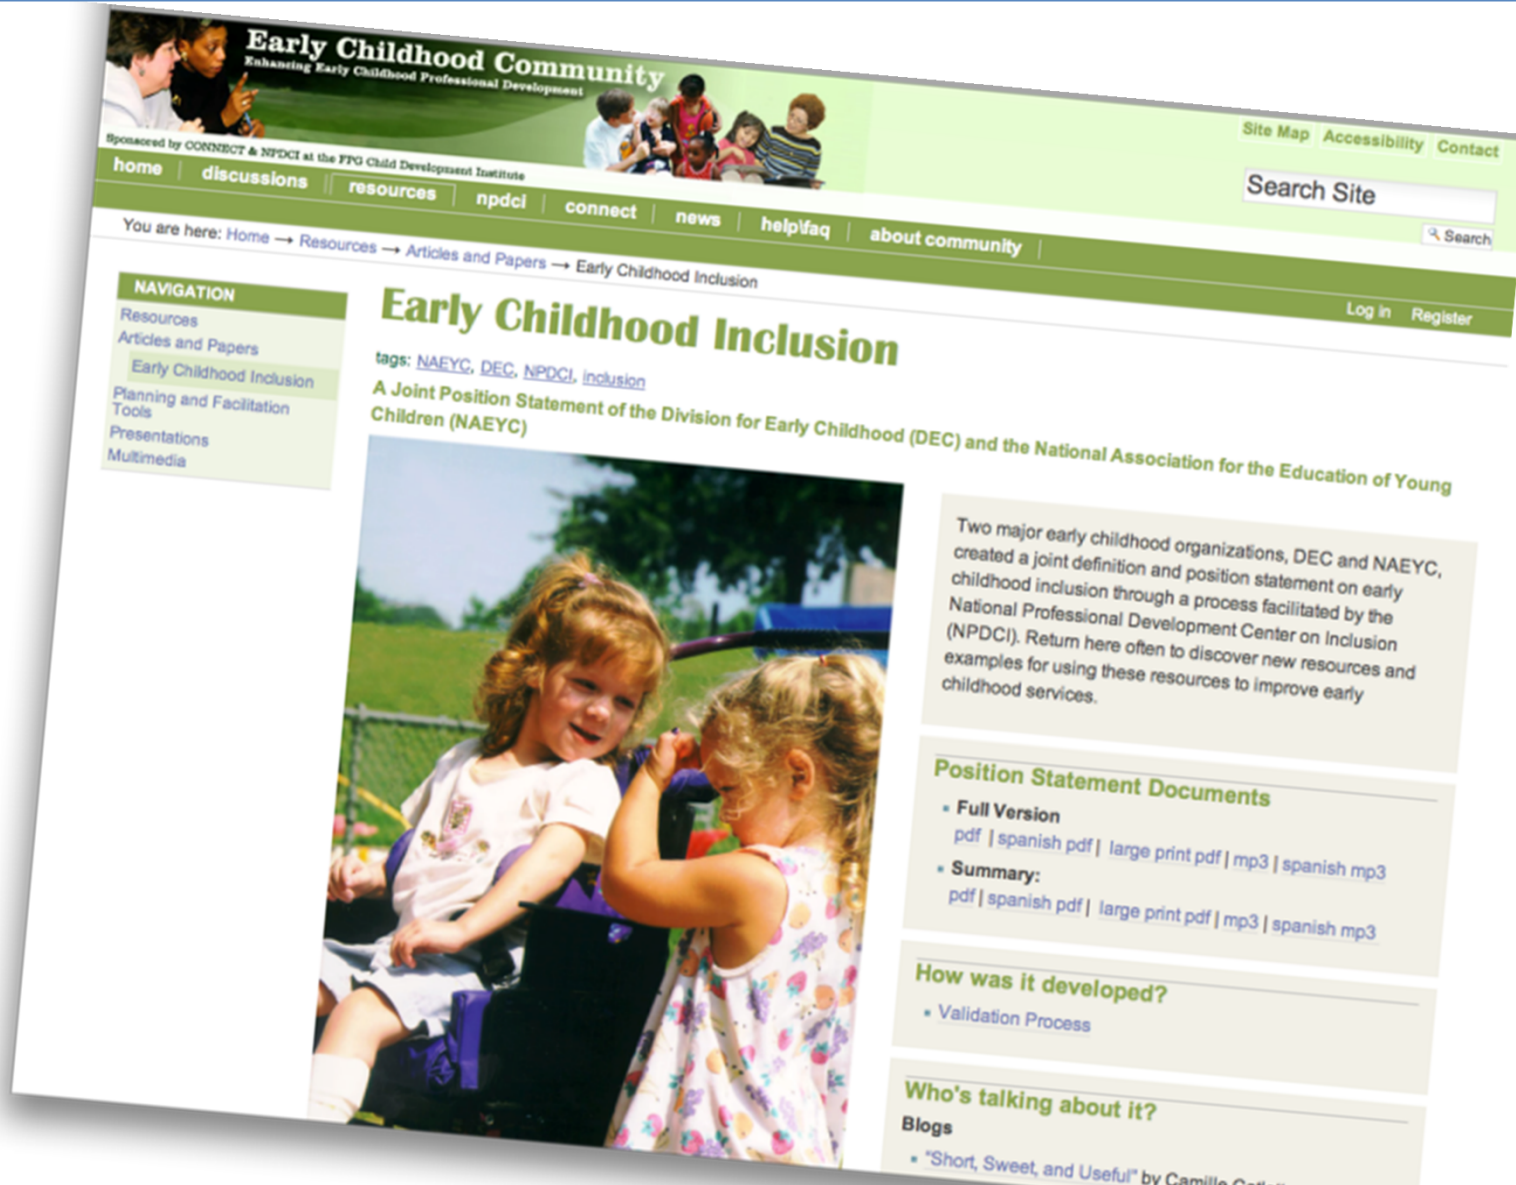 Early Childhood Community
Enhancing Early Childhood Professional Development
Sponsored by CONNECT & NPDCI at the FPG Child Development Institute
Site Map Accessibility Contact
Search Site
Search
home discussions resources npdci connect news help\faq about community
Log in Register
You are here: Home → Resources → Articles and Papers → Early Childhood Inclusion
NAVIGATION
Resources
Articles and Papers
Early Childhood Inclusion
Planning and Facilitation
Tools
Presentations
Multimedia
Early Childhood Inclusion
tags: NAEYC, DEC, NPDCI, inclusion
A Joint Position Statement of the Division for Early Childhood (DEC) and the National Association for the Education of Young
Children (NAEYC)
Two major early childhood organizations, DEC and NAEYC,
created a joint definition and position statement on early
childhood inclusion through a process facilitated by the
National Professional Development Center on Inclusion
(NPDCI). Return here often to discover new resources and
examples for using these resources to improve early
childhood services.
Position Statement Documents
Full Version
pdf | spanish pdf | large print pdf | mp3 | spanish mp3
Summary:
pdf | spanish pdf | large print pdf | mp3 | spanish mp3
How was it developed?
Validation Process
Who's talking about it?
Blogs
"Short, Sweet, and Useful" by Camille